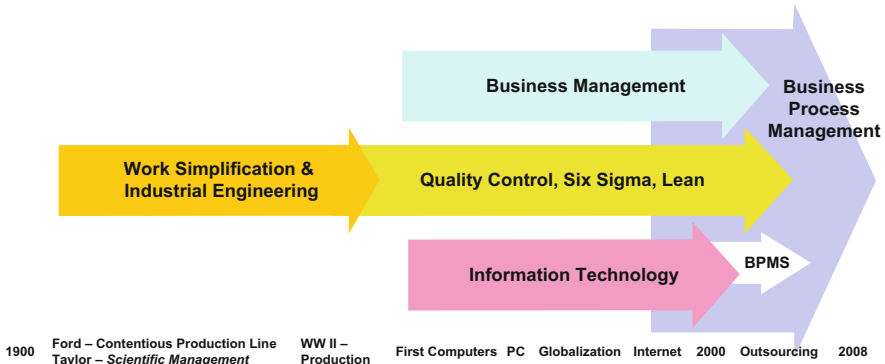 Business Management
Business
Process
Management
Work Simplification &
Industrial Engineering
Quality Control, Six Sigma, Lean
Information Technology
BPMS
1900 Ford – Contentious Production Line WW II – First Computers PC Globalization Internet 2000 Outsourcing 2008
Taylor – Scientific Management Production